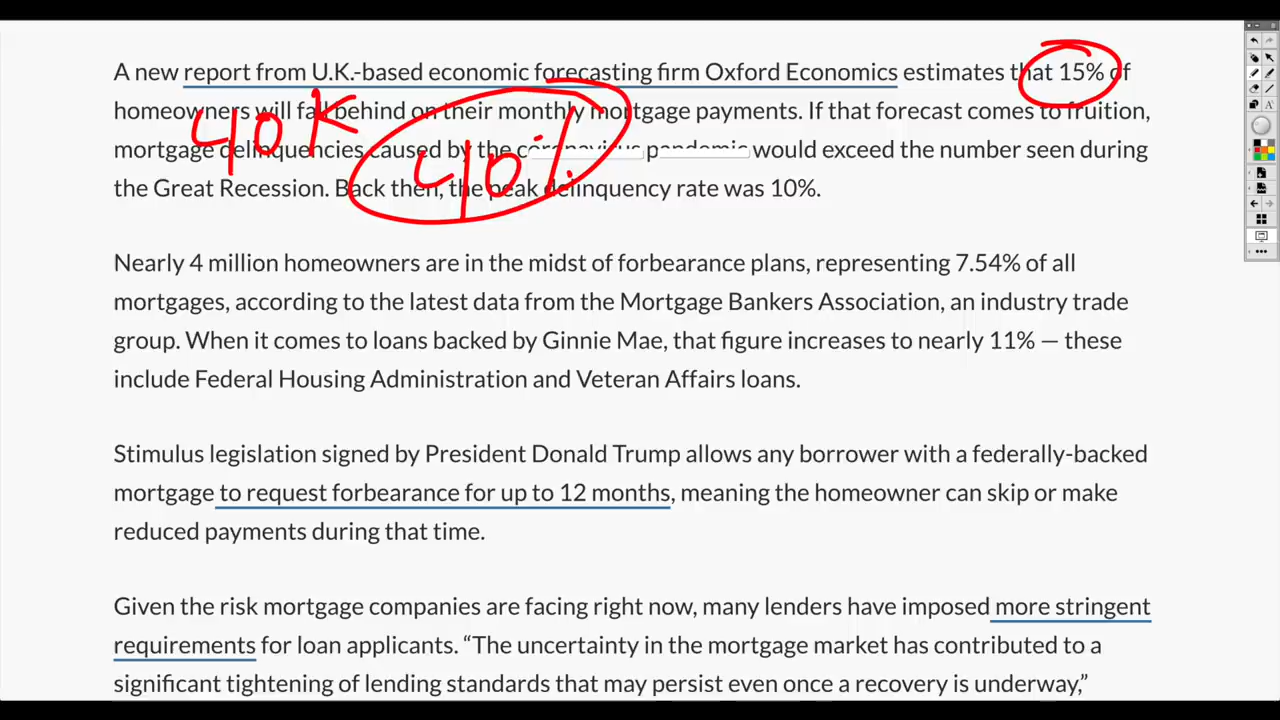 A new report from U.K.-based economic forecasting firm Oxford Economics estimates that 15% of
homeowners will fall behind on their monthly mortgage payments. If that forecast comes to fruition,
40K
40%
mortgage delinquencies caused by the coronavirus pandemic would exceed the number seen during
the Great Recession. Back then, the peak delinquency rate was 10%.
Nearly 4 million homeowners are in the midst of forbearance plans, representing 7.54% of all
mortgages, according to the latest data from the Mortgage Bankers Association, an industry trade
group. When it comes to loans backed by Ginnie Mae, that figure increases to nearly 11% — these
include Federal Housing Administration and Veteran Affairs loans.
Stimulus legislation signed by President Donald Trump allows any borrower with a federally-backed
mortgage to request forbearance for up to 12 months, meaning the homeowner can skip or make
reduced payments during that time.
Given the risk mortgage companies are facing right now, many lenders have imposed more stringent
requirements for loan applicants. “The uncertainty in the mortgage market has contributed to a
significant tightening of lending standards that may persist even once a recovery is underway,”